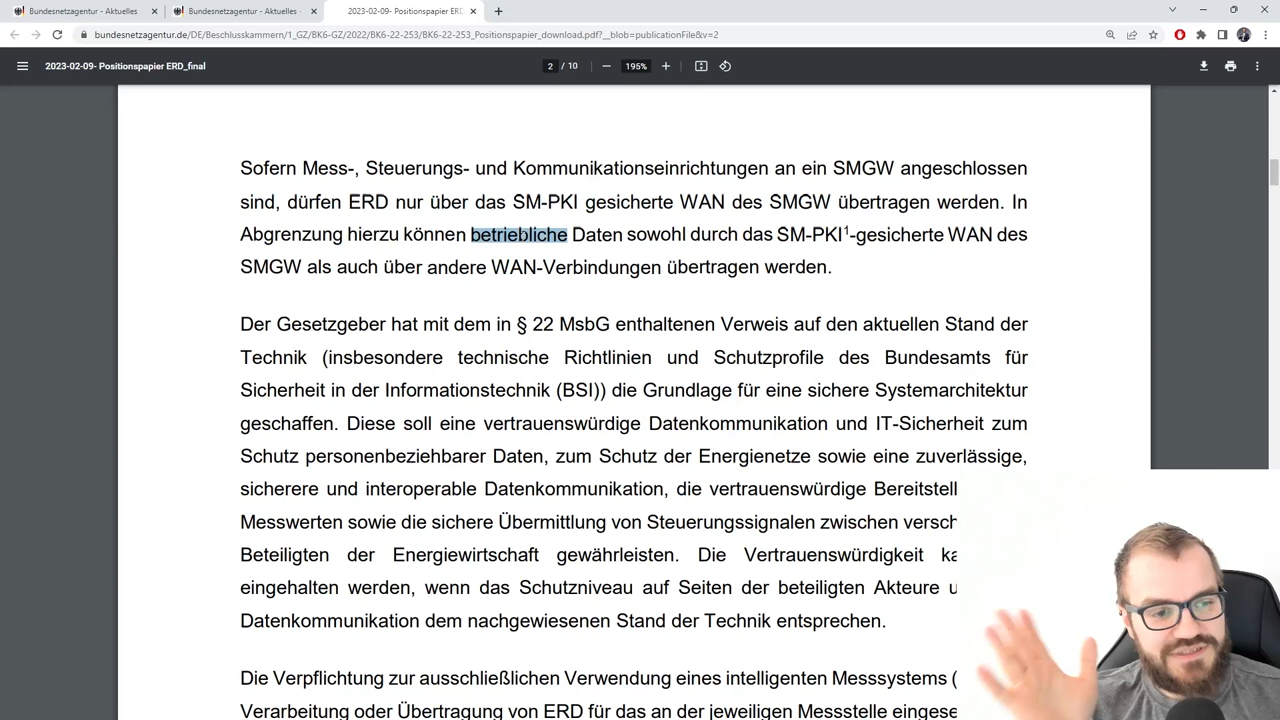 Bundesnetzagentur - Aktuelles
Bundesnetzagentur - Aktuelles -
2023-02-09- Positionspapier ERD
bundesnetzagentur.de/DE/Beschlusskammern/1_GZ/BK6-GZ/2022/BK6-22-253/BK6-22-253_Positionspapier_download.pdf?__blob=publicationFile&v=2
2023-02-09- Positionspapier ERD_final
2 / 10
195%
Sofern Mess-, Steuerungs- und Kommunikationseinrichtungen an ein SMGW angeschlossen
sind, dürfen ERD nur über das SM-PKI gesicherte WAN des SMGW übertragen werden. In
Abgrenzung hierzu können betriebliche Daten sowohl durch das SM-PKI¹-gesicherte WAN des
SMGW als auch über andere WAN-Verbindungen übertragen werden.
Der Gesetzgeber hat mit dem in § 22 MsbG enthaltenen Verweis auf den aktuellen Stand der
Technik (insbesondere technische Richtlinien und Schutzprofile des Bundesamts für
Sicherheit in der Informationstechnik (BSI)) die Grundlage für eine sichere Systemarchitektur
geschaffen. Diese soll eine vertrauenswürdige Datenkommunikation und IT-Sicherheit zum
Schutz personenbeziehbarer Daten, zum Schutz der Energienetze sowie eine zuverlässige,
sicherere und interoperable Datenkommunikation, die vertrauenswürdige Bereitstell
Messwerten sowie die sichere Übermittlung von Steuerungssignalen zwischen versch
Beteiligten der Energiewirtschaft gewährleisten. Die Vertrauenswürdigkeit ka
eingehalten werden, wenn das Schutzniveau auf Seiten der beteiligten Akteure u
Datenkommunikation dem nachgewiesenen Stand der Technik entsprechen.
Die Verpflichtung zur ausschließlichen Verwendung eines intelligenten Messsystems (
Verarbeitung oder Übertragung von ERD für das an der jeweiligen Messstelle eingese